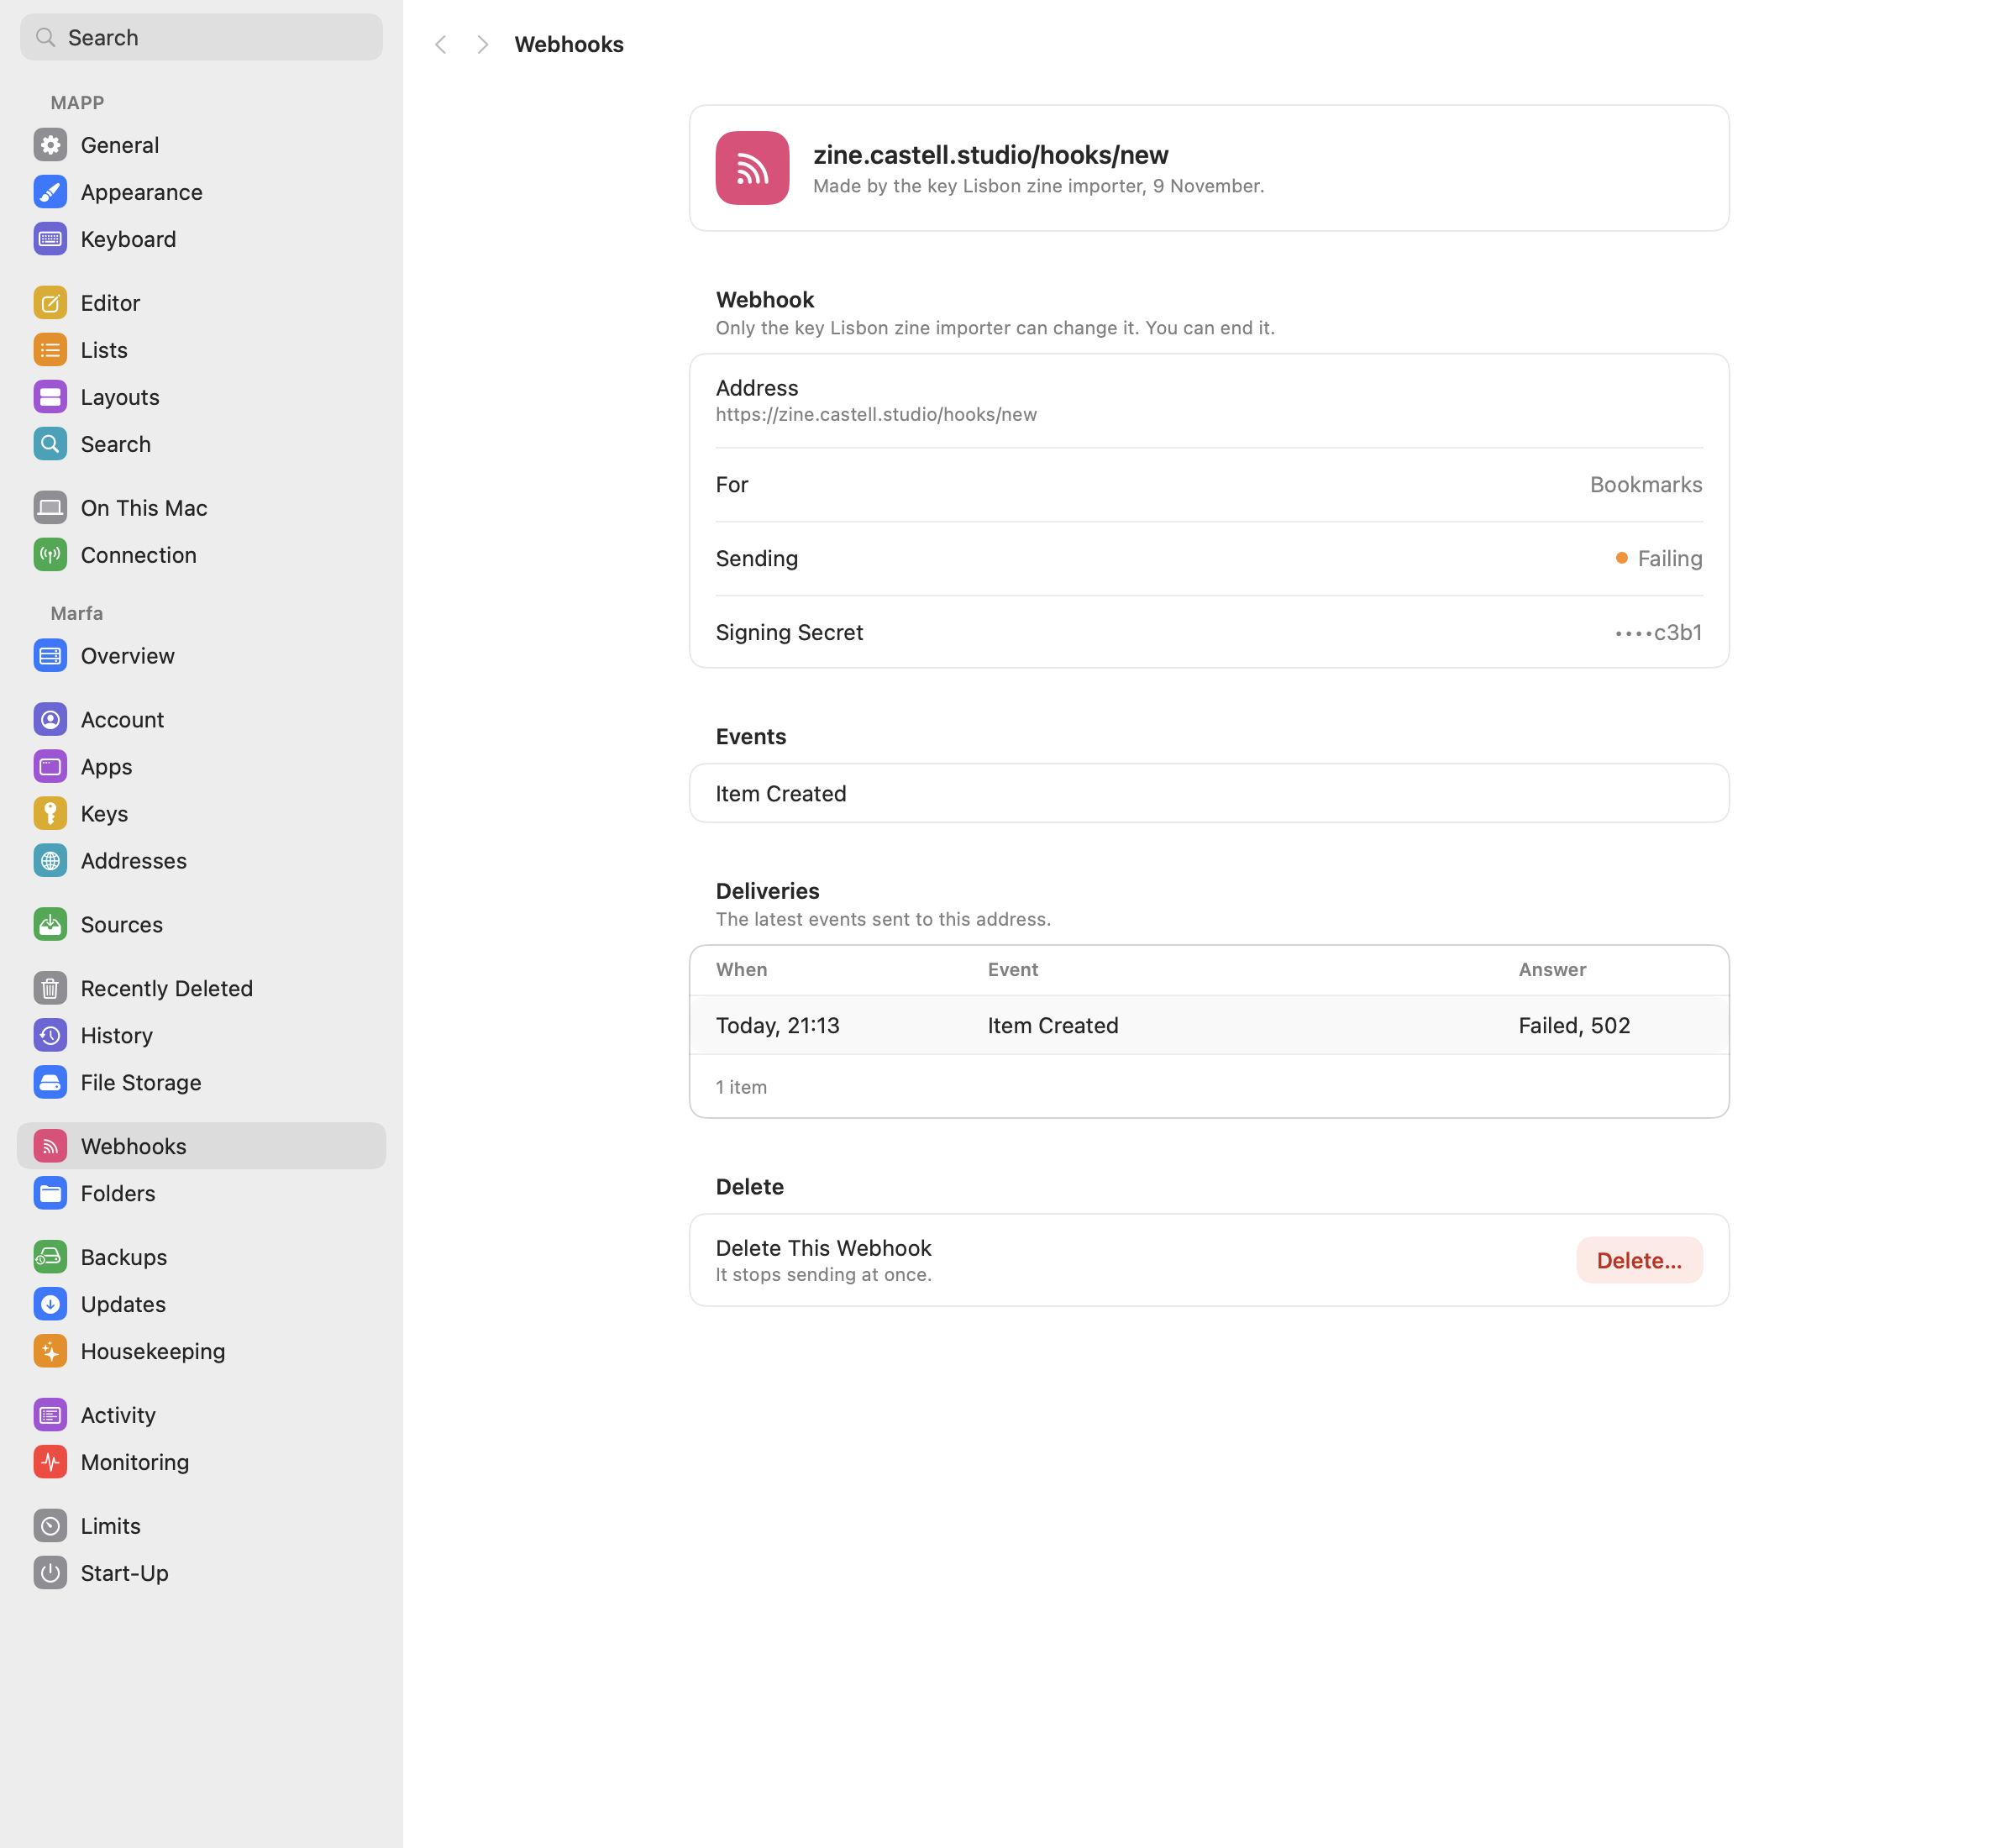 Search
MAPP
General
Appearance
Keyboard
Editor
Lists
Layouts
Search
On This Mac
Connection
Marfa
Overview
Account
Apps
Keys
Addresses
Sources
Recently Deleted
History
File Storage
Webhooks
Folders
Backups
Updates
Housekeeping
Activity
Monitoring
Limits
Start-Up
Webhooks
zine.castell.studio/hooks/new
Made by the key Lisbon zine importer, 9 November.
Webhook
Only the key Lisbon zine importer can change it. You can end it.
Address
https://zine.castell.studio/hooks/new
For Bookmarks
Sending Failing
Signing Secret ••••c3b1
Events
Item Created
Deliveries
The latest events sent to this address.
When Event Answer
Today, 21:13 Item Created Failed, 502
1 item
Delete
Delete This Webhook
It stops sending at once.
Delete...